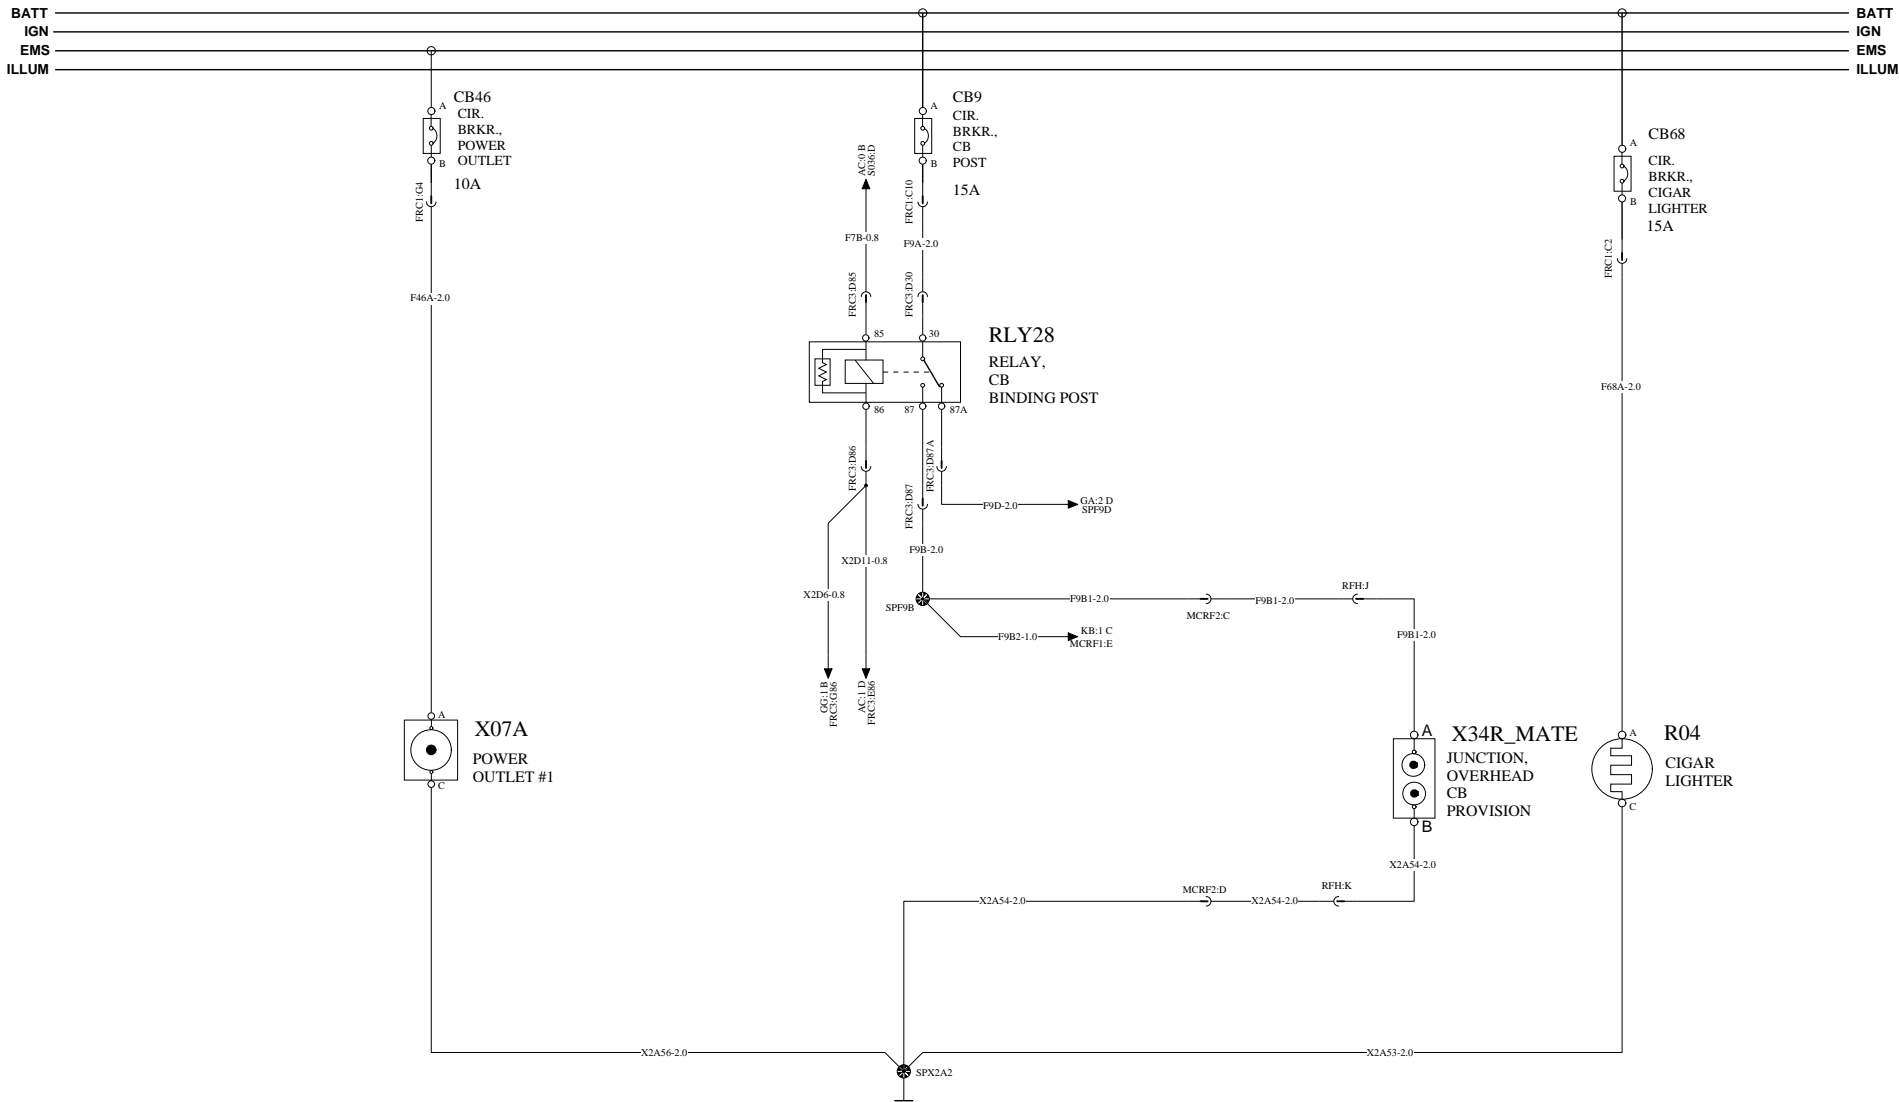 BATT
BATT
IGN
IGN
EMS
EMS
ILLUM
ILLUM
CB46
A
CIR.
BRKR.,
POWER
OUTLET
B
10A
FRC1:G4
F46A-2.0
A
X07A
POWER
OUTLET #1
C
CB9
A
CIR.
BRKR.,
CB
POST
B
15A
AC:0 B
S036:D
FRC1:C10
F7B-0.8
F9A-2.0
FRC3:D85
FRC3:D30
85
30
RLY28
RELAY,
CB
BINDING POST
86
87
87A
FRC3:D86
FRC3:D87A
FRC3:D87
F9D-2.0
GA:2 D
SPF9D
F9B-2.0
X2D11-0.8
X2D6-0.8
SPF9B
F9B1-2.0
MCRF2:C
F9B1-2.0
RFH:J
F9B1-2.0
F9B2-1.0
KB:1 C
MCRF1:E
GG:1 B
FRC3:G86
AC:1 D
FRC3:E86
CB68
A
CIR.
BRKR.,
CIGAR
LIGHTER
B
15A
FRC1:C2
F68A-2.0
A
X34R_MATE
JUNCTION,
OVERHEAD
CB
PROVISION
B
A
R04
CIGAR
LIGHTER
C
X2A54-2.0
MCRF2:D
RFH:K
X2A54-2.0
X2A54-2.0
X2A56-2.0
X2A53-2.0
SPX2A2